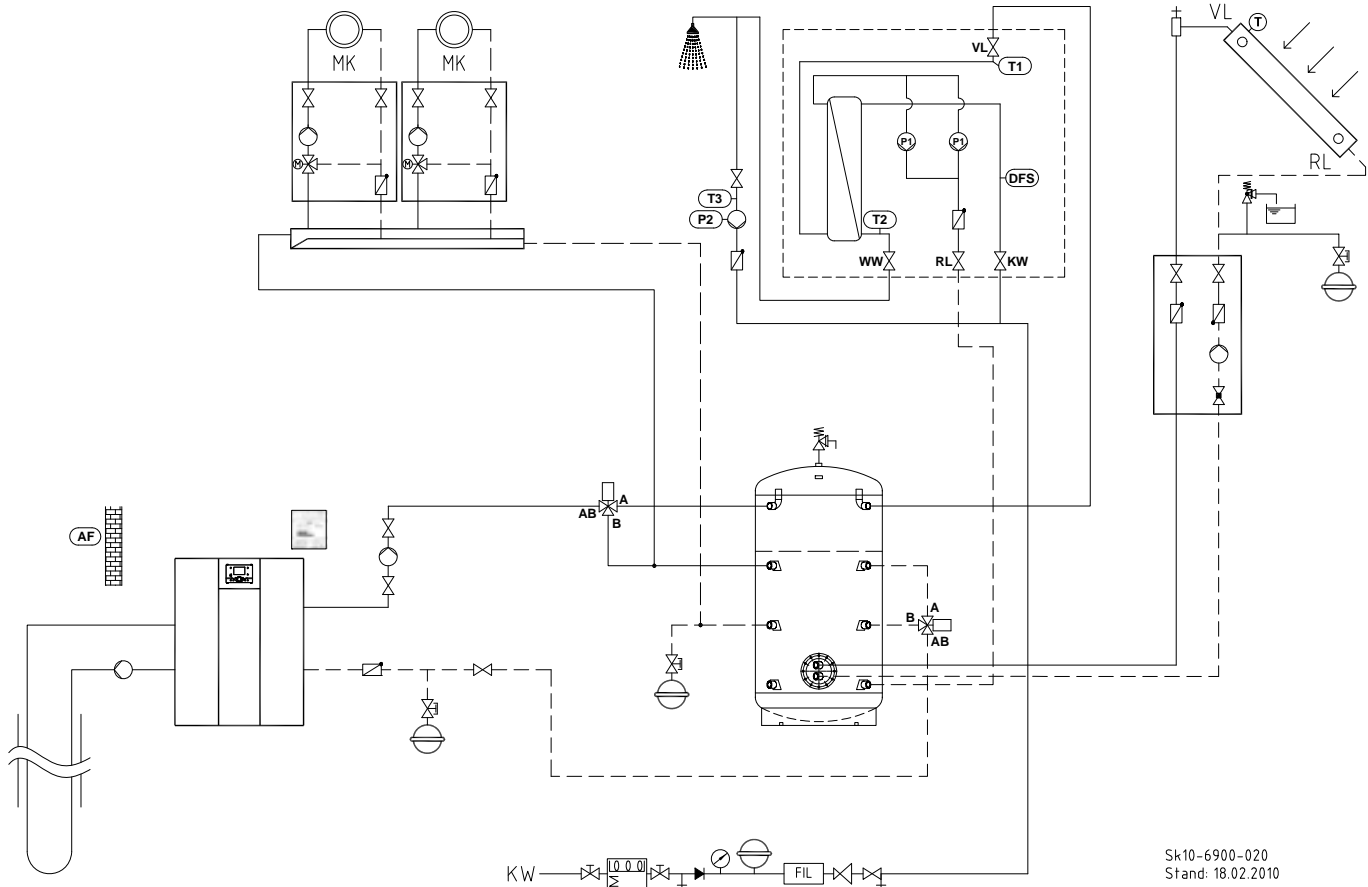 VL
T
MK
MK
VL
T1
P1
P1
RL
DFS
T3
P2
T2
WW
RL
KW
M
M
A
AB
B
AF
A
B
AB
KW
M
FIL
Sk10-6900-020
Stand: 18.02.2010